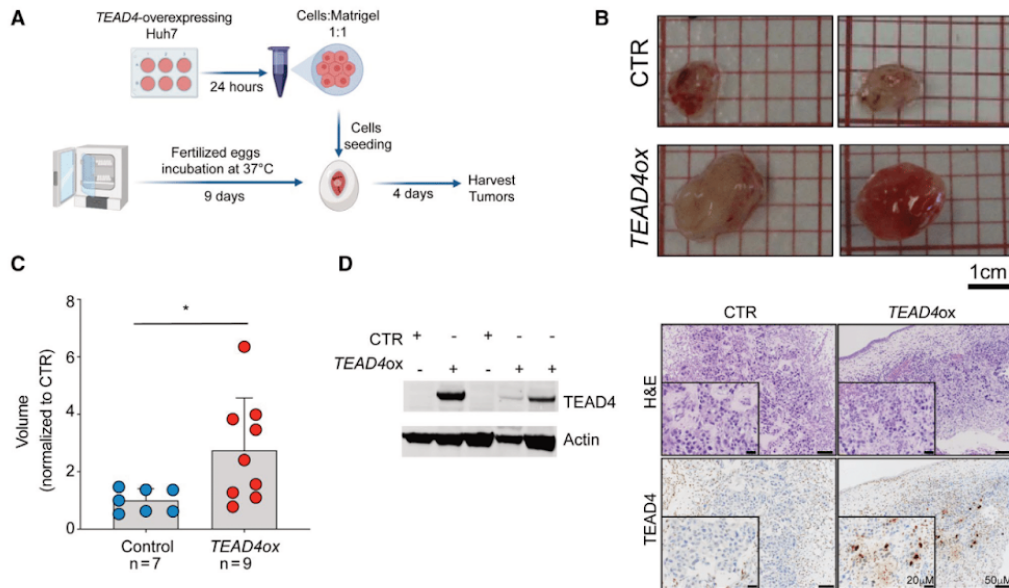 A
TEAD4-overexpressing
Huh7
Cells:Matrigel
1:1
24 hours
Cells
seeding
Fertilized eggs
incubation at 37°C
9 days
4 days
Harvest
Tumors
B
CTR
TEAD4ox
1cm
C
*
Volume
(normalized to CTR)
8
6
4
2
0
Control
n=7
TEAD4ox
n=9
D
CTR + - + - -
TEAD4ox - + - + +
TEAD4
Actin
CTR
TEAD4ox
H&E
TEAD4
20µM
50µM